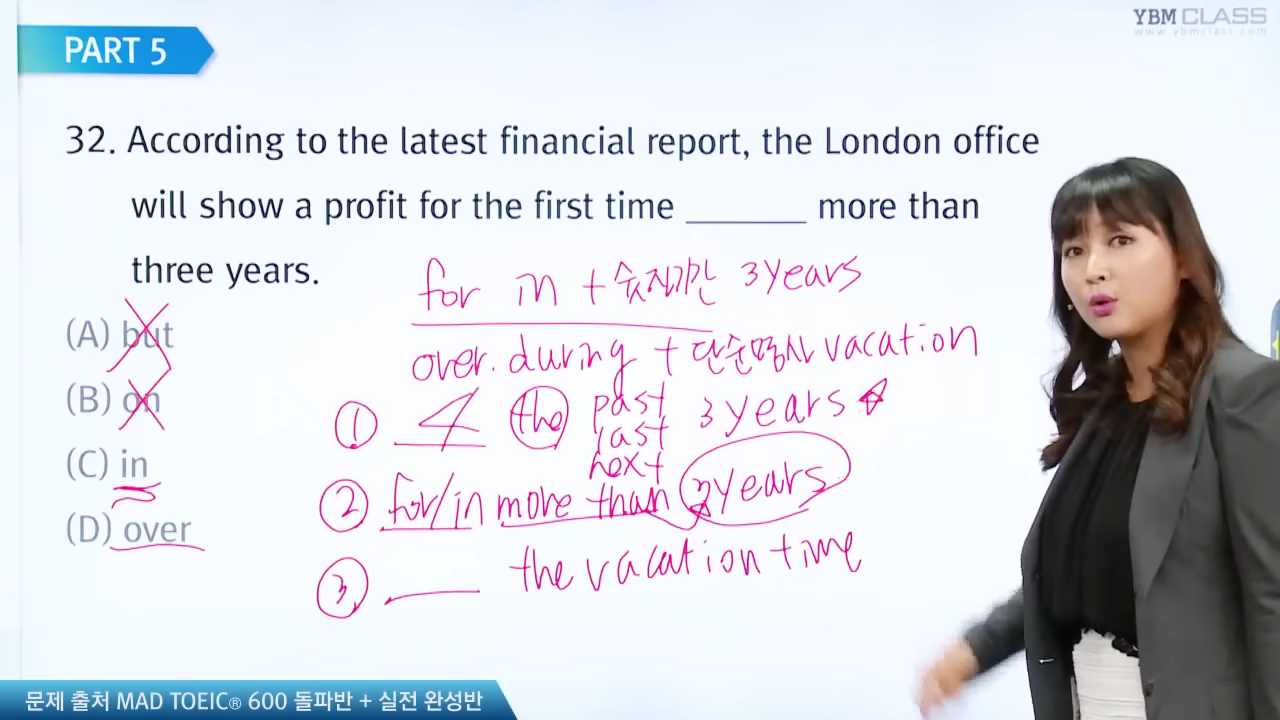 YBM CLASS
www.ybmclass.com
PART 5
32. According to the latest financial report, the London office
will show a profit for the first time _______ more than
three years.
for in + 숫자기간 3years
(A) but
over. during + 단순명사 vacation
(B) on
① the past 3years
last
next
(C) in
② for/in more than 3years
(D) over
③ the vacation time
문제 출처 MAD TOEIC® 600 돌파반 + 실전 완성반